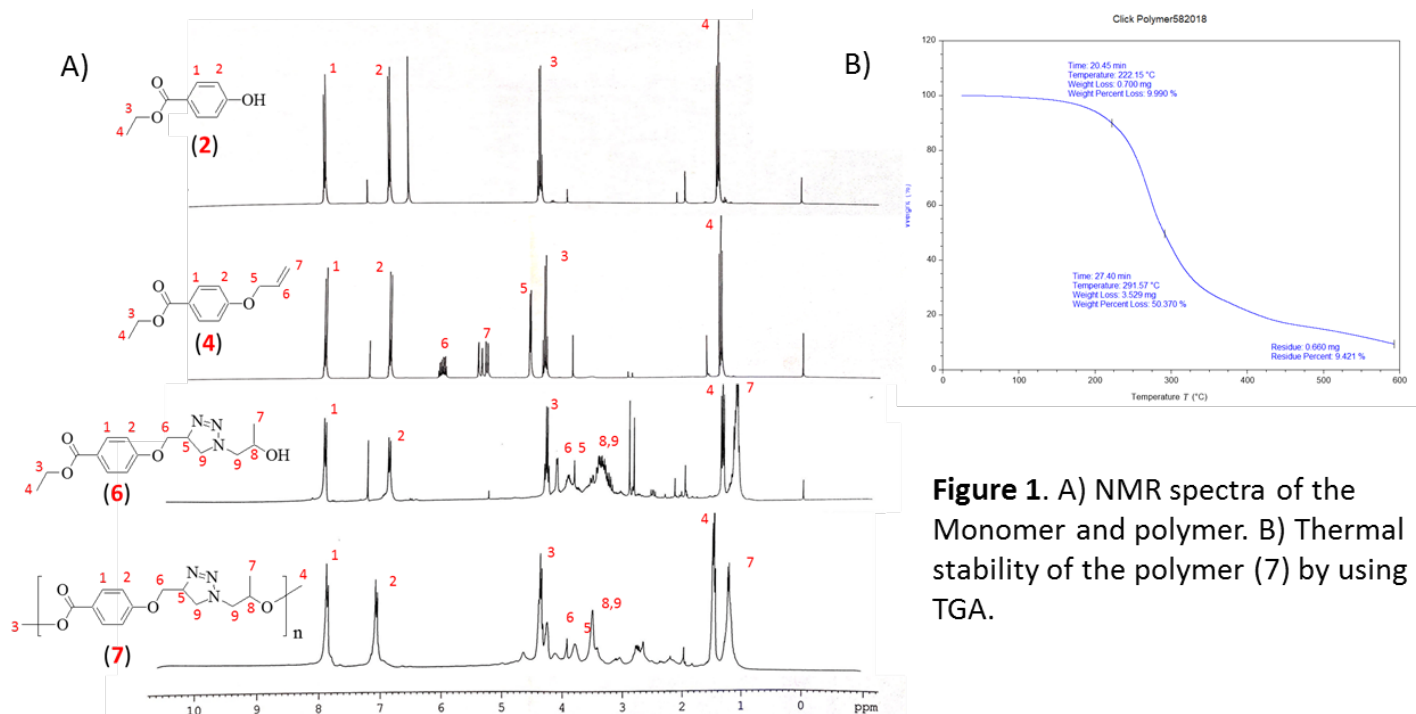 A)
1 2
3
4
O
O
OH
(2)
1
2
3
4
1 2
3
4
5
6
7
O
O
O
(4)
1
2
6
7
5
3
4
1 2
3
4
6
5
9
9
8
7
O
O
O
N=N
N
OH
(6)
1
2
3
6
5
8,9
4
7
1 2
3
6
5
9
9
8
7
4
O
O
O
N=N
N
O
n
(7)
1
2
3
6
5
8,9
4
7
10 9 8 7 6 5 4 3 2 1 0 ppm
B)
Click Polymer582018
120
100
80
60
40
20
0
Time: 20.45 min
Temperature: 222.15 °C
Weight Loss: 0.700 mg
Weight Percent Loss: 9.990 %
Time: 27.40 min
Temperature: 291.57 °C
Weight Loss: 3.529 mg
Weight Percent Loss: 50.370 %
Residue: 0.660 mg
Residue Percent: 9.421 %
0 100 200 300 400 500 600
Temperature T (°C)
Figure 1. A) NMR spectra of the
Monomer and polymer. B) Thermal
stability of the polymer (7) by using
TGA.